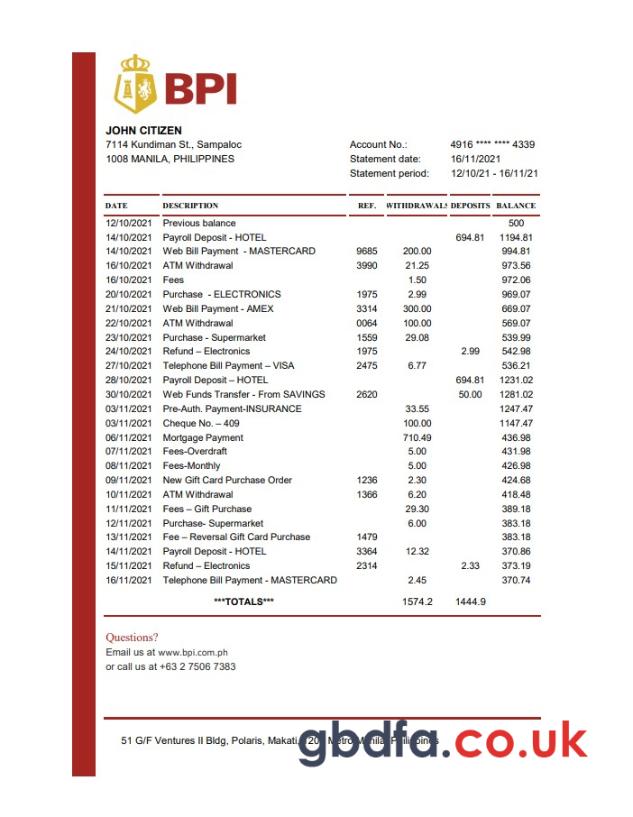 BPI
JOHN CITIZEN
7114 Kundiman St., Sampaloc
1008 MANILA, PHILIPPINES
Account No.: 4916 **** **** 4339
Statement date: 16/11/2021
Statement period: 12/10/21 - 16/11/21
DATE DESCRIPTION REF. WITHDRAWALS DEPOSITS BALANCE
12/10/2021 Previous balance 500
14/10/2021 Payroll Deposit - HOTEL 694.81 1194.81
14/10/2021 Web Bill Payment - MASTERCARD 9685 200.00 994.81
16/10/2021 ATM Withdrawal 3990 21.25 973.56
16/10/2021 Fees 1.50 972.06
20/10/2021 Purchase - ELECTRONICS 1975 2.99 969.07
21/10/2021 Web Bill Payment - AMEX 3314 300.00 669.07
22/10/2021 ATM Withdrawal 0064 100.00 569.07
23/10/2021 Purchase - Supermarket 1559 29.08 539.99
24/10/2021 Refund – Electronics 1975 2.99 542.98
27/10/2021 Telephone Bill Payment – VISA 2475 6.77 536.21
28/10/2021 Payroll Deposit – HOTEL 694.81 1231.02
30/10/2021 Web Funds Transfer - From SAVINGS 2620 50.00 1281.02
03/11/2021 Pre-Auth. Payment-INSURANCE 33.55 1247.47
03/11/2021 Cheque No. – 409 100.00 1147.47
06/11/2021 Mortgage Payment 710.49 436.98
07/11/2021 Fees-Overdraft 5.00 431.98
08/11/2021 Fees-Monthly 5.00 426.98
09/11/2021 New Gift Card Purchase Order 1236 2.30 424.68
10/11/2021 ATM Withdrawal 1366 6.20 418.48
11/11/2021 Fees – Gift Purchase 29.30 389.18
12/11/2021 Purchase- Supermarket 6.00 383.18
13/11/2021 Fee – Reversal Gift Card Purchase 1479 383.18
14/11/2021 Payroll Deposit - HOTEL 3364 12.32 370.86
15/11/2021 Refund – Electronics 2314 2.33 373.19
16/11/2021 Telephone Bill Payment - MASTERCARD 2.45 370.74
***TOTALS*** 1574.2 1444.9
Questions?
Email us at www.bpi.com.ph
or call us at +63 2 7506 7383
51 G/F Ventures II Bldg, Polaris, Makati, Metro Manila Philippines
gbdfa.co.uk